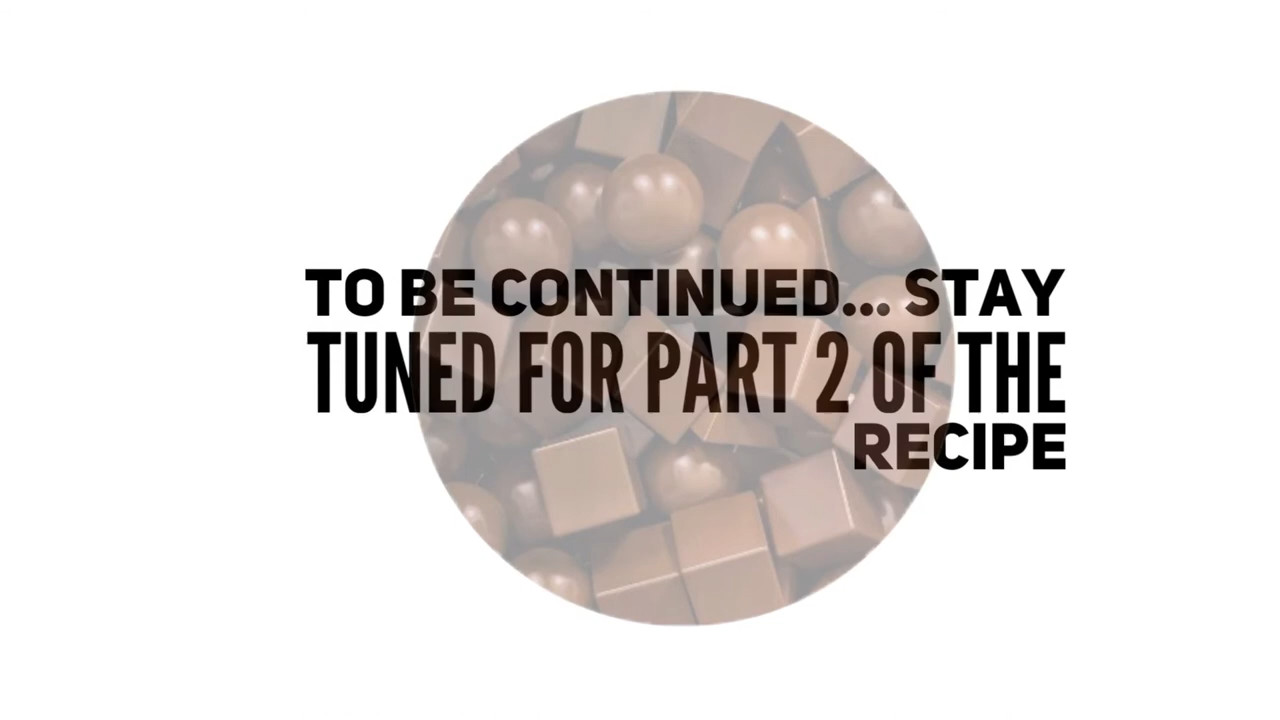 TO BE CONTINUED... STAY
TUNED FOR PART 2 OF THE
RECIPE